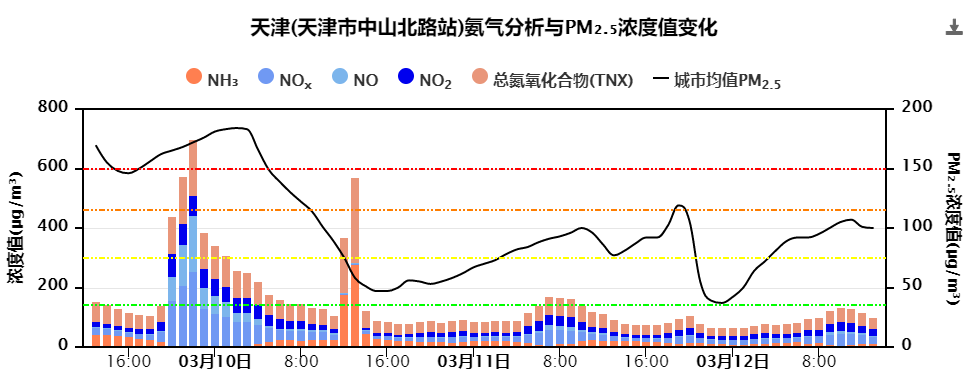 天津(天津市中山北路站)氨气分析与PM₂.₅浓度值变化
NH₃ NOₓ NO NO₂ 总氮氧化合物(TNX) 城市均值PM₂.₅
800 200
600 150
400 100
200 50
0 0
浓度值(μg/m³)
PM₂.₅浓度值(μg/m³)
16:00 03月10日 8:00 16:00 03月11日 8:00 16:00 03月12日 8:00